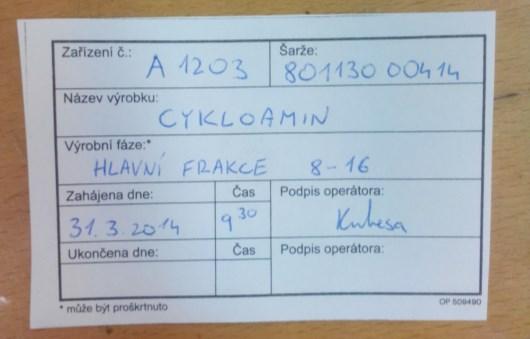 Zařízení č.: A 1203 Šarže: 801130 00414
Název výrobku:
CYKLOAMIN
Výrobní fáze:*
HLAVNÍ FRAKCE 8-16
Zahájena dne: Čas Podpis operátora:
31.3.2014 9 30 Kubesa
Ukončena dne: Čas Podpis operátora:
* může být proškrtnuto OP 509490